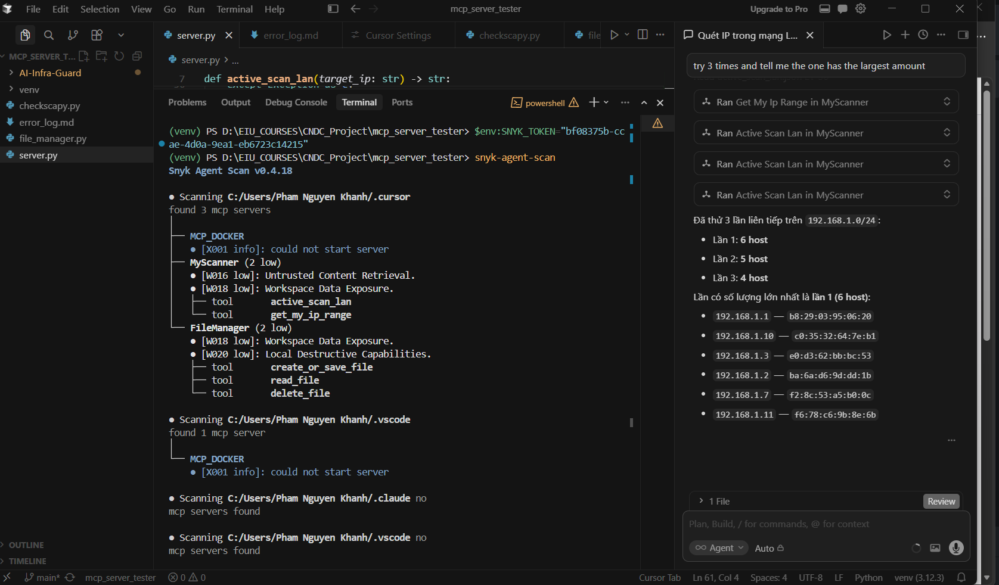 File Edit Selection View Go Run Terminal Help
mcp_server_tester
Upgrade to Pro
MCP_SERVER_T...
AI-Infra-Guard
venv
checkscapy.py
error_log.md
file_manager.py
server.py
OUTLINE
TIMELINE
server.py
error_log.md
Cursor Settings
checkscapy.py
file
server.py > ...
7 def active_scan_lan(target_ip: str) -> str:
Problems Output Debug Console Terminal Ports
powershell
(venv) PS D:\EIU_COURSES\CNDC_Project\mcp_server_tester> $env:SNYK_TOKEN="bf08375b-cc
ae-4d0a-9ea1-eb6723c14215"
(venv) PS D:\EIU_COURSES\CNDC_Project\mcp_server_tester> snyk-agent-scan
Snyk Agent Scan v0.4.18
● Scanning C:/Users/Pham Nguyen Khanh/.cursor
found 3 mcp servers
MCP_DOCKER
● [X001 info]: could not start server
MyScanner (2 low)
● [W016 low]: Untrusted Content Retrieval.
● [W018 low]: Workspace Data Exposure.
tool active_scan_lan
tool get_my_ip_range
FileManager (2 low)
● [W018 low]: Workspace Data Exposure.
● [W020 low]: Local Destructive Capabilities.
tool create_or_save_file
tool read_file
tool delete_file
● Scanning C:/Users/Pham Nguyen Khanh/.vscode
found 1 mcp server
MCP_DOCKER
● [X001 info]: could not start server
● Scanning C:/Users/Pham Nguyen Khanh/.claude no
mcp servers found
● Scanning C:/Users/Pham Nguyen Khanh/.vscode no
mcp servers found
Quét IP trong mạng L...
try 3 times and tell me the one has the largest amount
Ran Get My Ip Range in MyScanner
Ran Active Scan Lan in MyScanner
Ran Active Scan Lan in MyScanner
Ran Active Scan Lan in MyScanner
Đã thử 3 lần liên tiếp trên 192.168.1.0/24:
• Lần 1: 6 host
• Lần 2: 5 host
• Lần 3: 4 host
Lần có số lượng lớn nhất là lần 1 (6 host):
• 192.168.1.1 — b8:29:03:95:06:20
• 192.168.1.10 — c0:35:32:64:7e:b1
• 192.168.1.3 — e0:d3:62:bb:bc:53
• 192.168.1.2 — ba:6a:d6:9d:dd:1b
• 192.168.1.7 — f2:8c:53:a5:b0:0c
• 192.168.1.11 — f6:78:c6:9b:8e:6b
1 File
Review
Plan, Build, / for commands, @ for context
Agent
Auto
main*
mcp_server_tester
0 0
Cursor Tab
Ln 61, Col 4
Spaces: 4
UTF-8
LF
Python
venv (3.12.3)